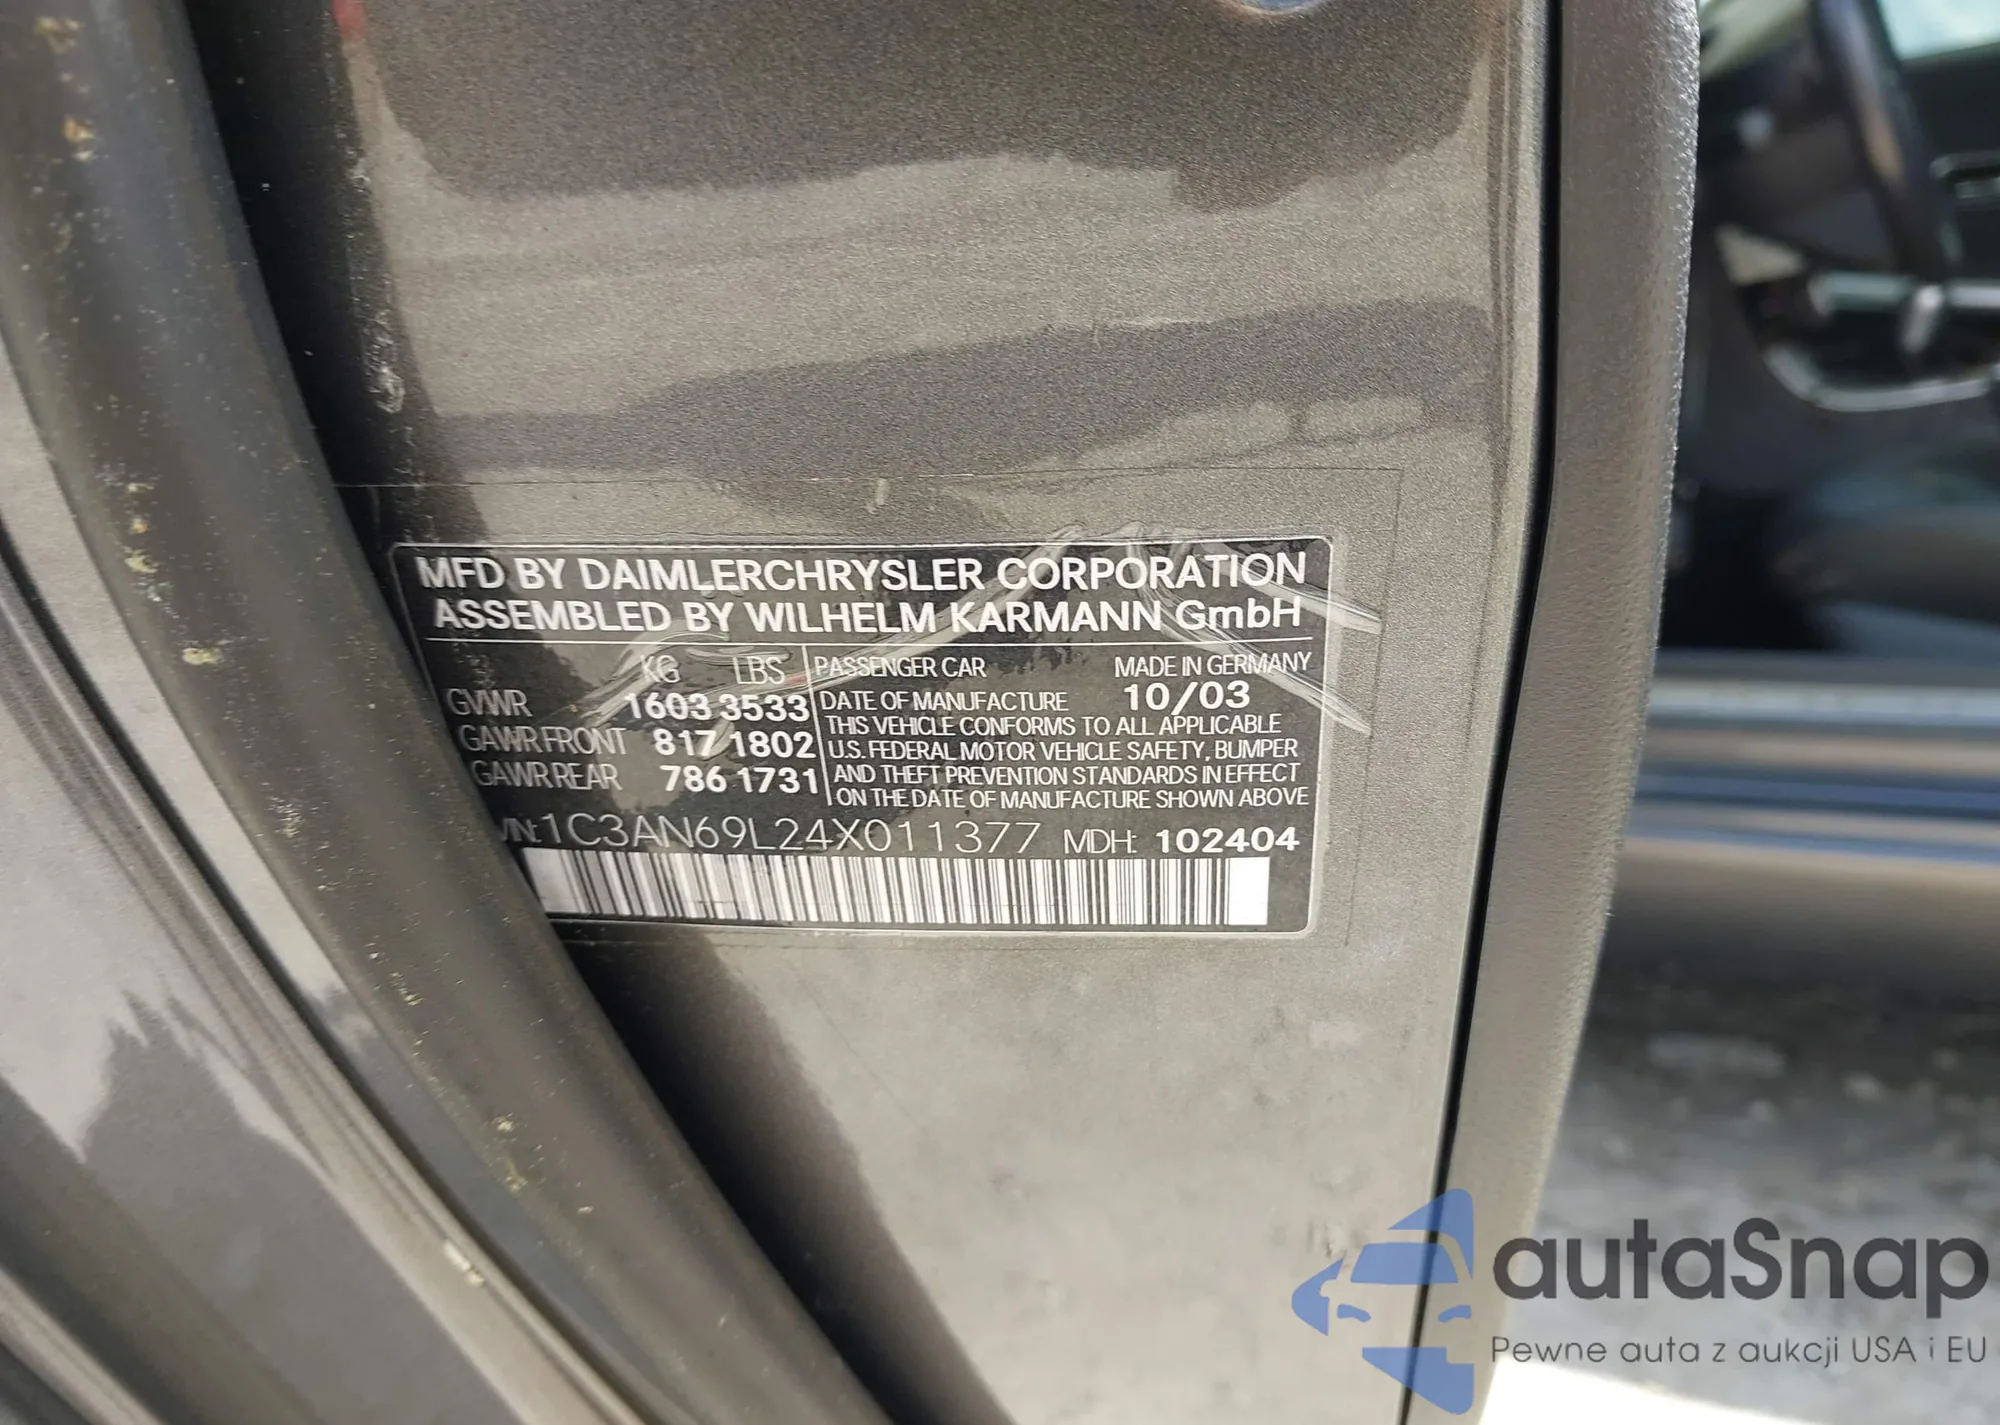 MFD BY DAIMLERCHRYSLER CORPORATION
ASSEMBLED BY WILHELM KARMANN GmbH
KG LBS
GVWR 1603 3533
GAWR FRONT 817 1802
GAWR REAR 786 1731
PASSENGER CAR MADE IN GERMANY
DATE OF MANUFACTURE 10/03
THIS VEHICLE CONFORMS TO ALL APPLICABLE
U.S. FEDERAL MOTOR VEHICLE SAFETY, BUMPER
AND THEFT PREVENTION STANDARDS IN EFFECT
ON THE DATE OF MANUFACTURE SHOWN ABOVE
VIN: 1C3AN69L24X011377 MDH: 102404
autaSnap
Pewne auta z aukcji USA i EU